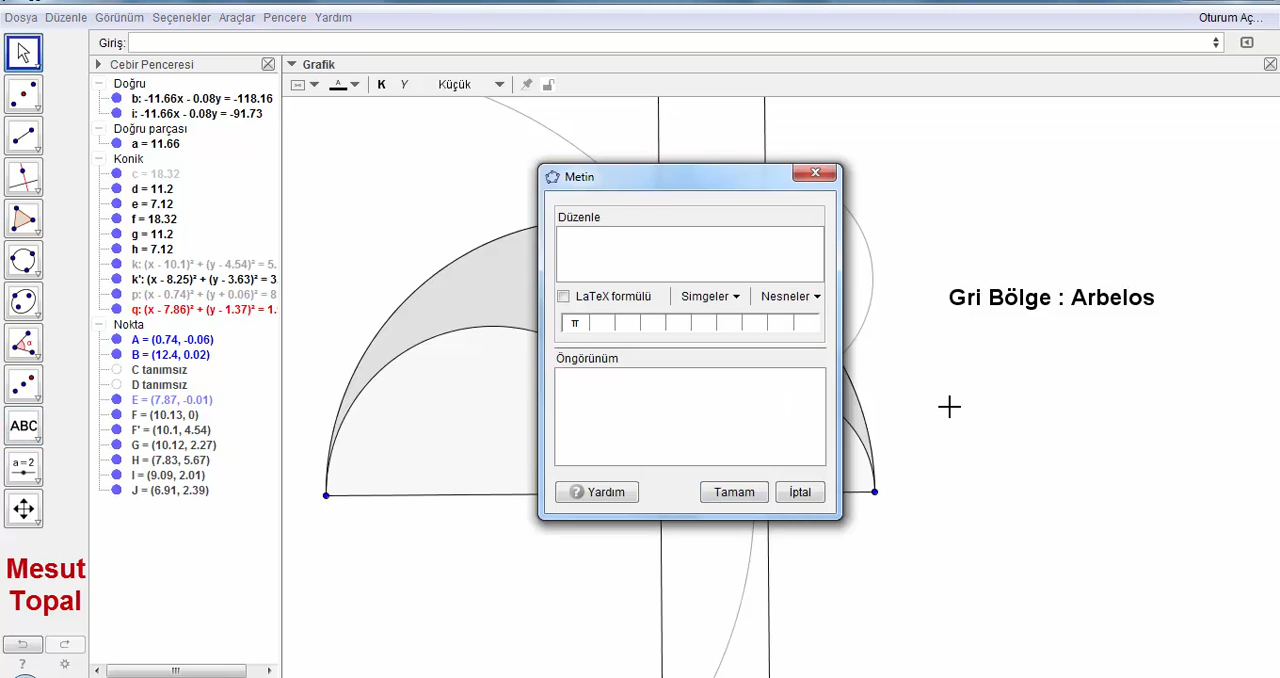 Dosya Düzenle Görünüm Seçenekler Araçlar Pencere Yardım Oturum Aç...
Giriş:
Cebir Penceresi
Grafik
K Y Küçük
Doğru
b: -11.66x - 0.08y = -118.16
i: -11.66x - 0.08y = -91.73
Doğru parçası
a = 11.66
Konik
c = 18.32
d = 11.2
e = 7.12
f = 18.32
g = 11.2
h = 7.12
k: (x - 10.1)² + (y - 4.54)² = 5.
k': (x - 8.25)² + (y - 3.63)² = 3
p: (x - 0.74)² + (y + 0.06)² = 8
q: (x - 7.86)² + (y - 1.37)² = 1.
Nokta
A = (0.74, -0.06)
B = (12.4, 0.02)
C tanımsız
D tanımsız
E = (7.87, -0.01)
F = (10.13, 0)
F' = (10.1, 4.54)
G = (10.12, 2.27)
H = (7.83, 5.67)
I = (9.09, 2.01)
J = (6.91, 2.39)
ABC
a=2
Mesut
Topal
Metin
Düzenle
LaTeX formülü Simgeler Nesneler
π
Öngörünüm
? Yardım Tamam İptal
Gri Bölge : Arbelos